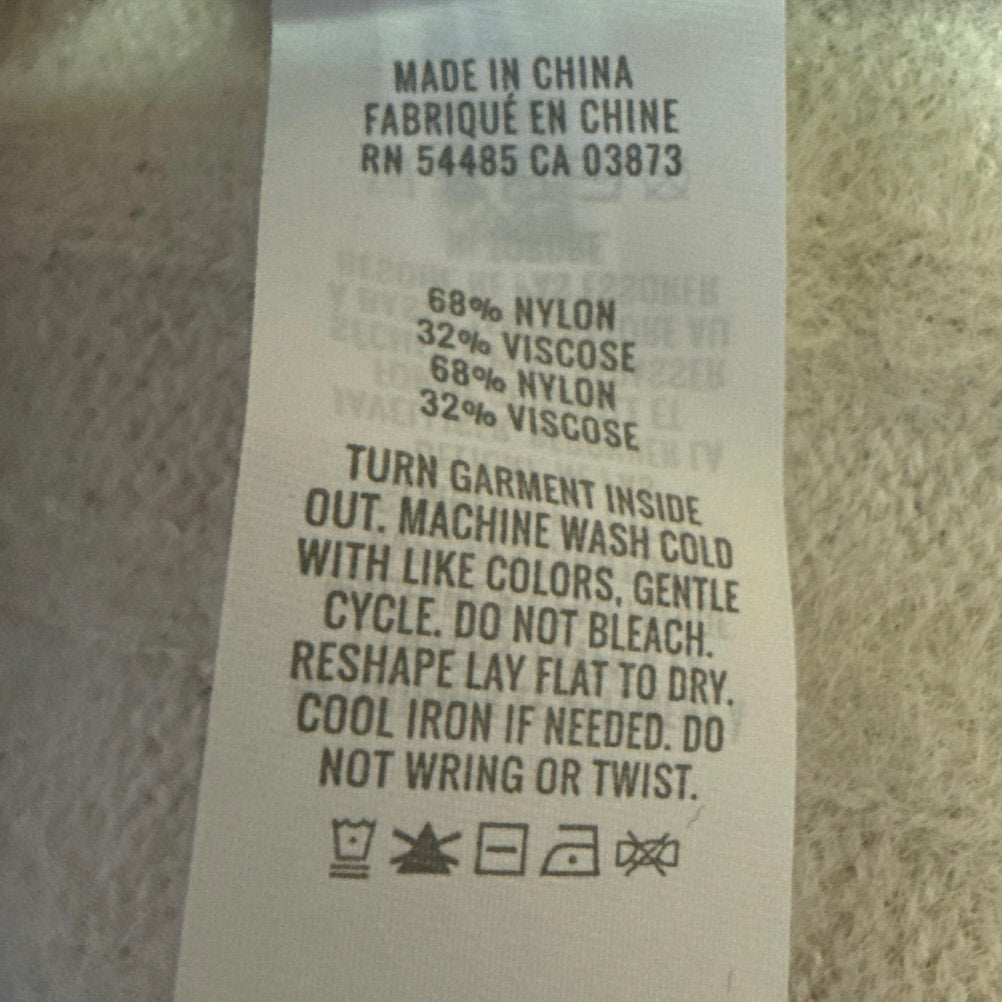 MADE IN CHINA
FABRIQUÉ EN CHINE
RN 54485 CA 03873
68% NYLON
32% VISCOSE
68% NYLON
32% VISCOSE
TURN GARMENT INSIDE
OUT. MACHINE WASH COLD
WITH LIKE COLORS, GENTLE
CYCLE. DO NOT BLEACH.
RESHAPE LAY FLAT TO DRY.
COOL IRON IF NEEDED. DO
NOT WRING OR TWIST.